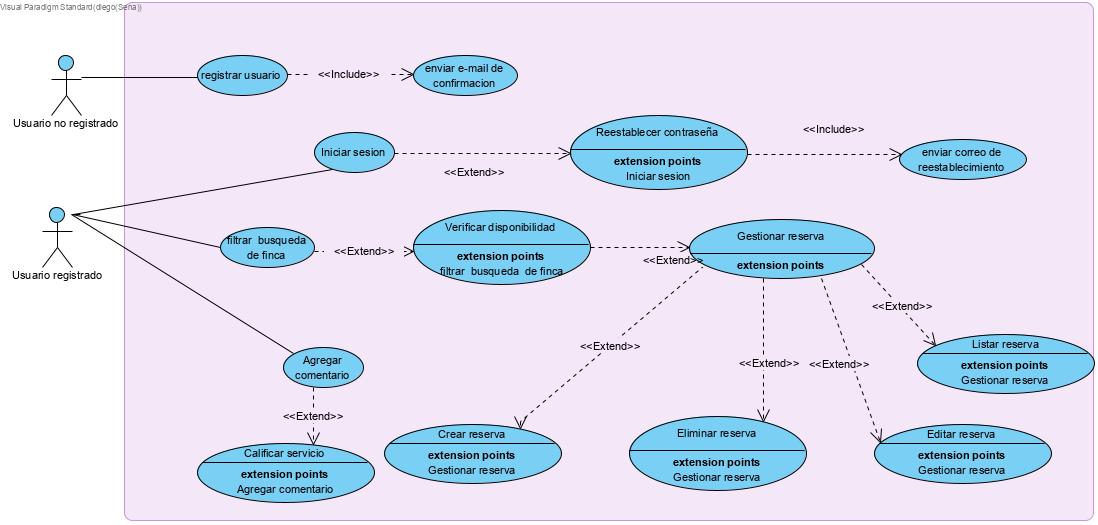 Visual Paradigm Standard(diego(Sena))
registrar usuario
<<Include>>
enviar e-mail de
confirmacion
Usuario no registrado
Iniciar sesion
<<Extend>>
Reestablecer contraseña
extension points
Iniciar sesion
<<Include>>
enviar correo de
reestablecimiento
Usuario registrado
filtrar busqueda
de finca
<<Extend>>
Verificar disponibilidad
extension points
filtrar busqueda de finca
<<Extend>>
Gestionar reserva
extension points
<<Extend>>
<<Extend>>
<<Extend>>
<<Extend>>
Listar reserva
extension points
Gestionar reserva
Agregar
comentario
<<Extend>>
Calificar servicio
extension points
Agregar comentario
Crear reserva
extension points
Gestionar reserva
Eliminar reserva
extension points
Gestionar reserva
Editar reserva
extension points
Gestionar reserva